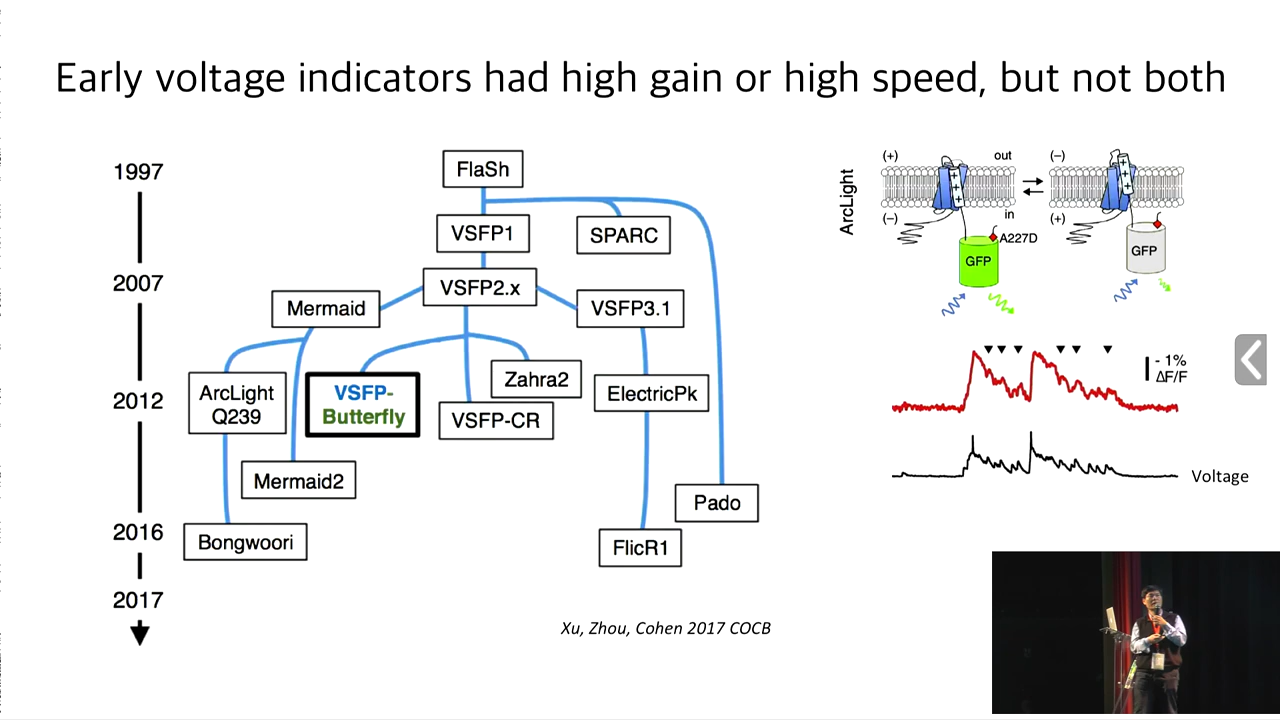 Early voltage indicators had high gain or high speed, but not both
1997
2007
2012
2016
2017
FlaSh
VSFP1
SPARC
VSFP2.x
Mermaid
VSFP3.1
ArcLight
Q239
VSFP-
Butterfly
Zahra2
VSFP-CR
ElectricPk
Mermaid2
Pado
Bongwoori
FlicR1
Xu, Zhou, Cohen 2017 COCB
ArcLight
(+)
out
(–)
+
+
+
+
+
+
(–)
in
(+)
A227D
GFP
GFP
- 1%
ΔF/F
Voltage